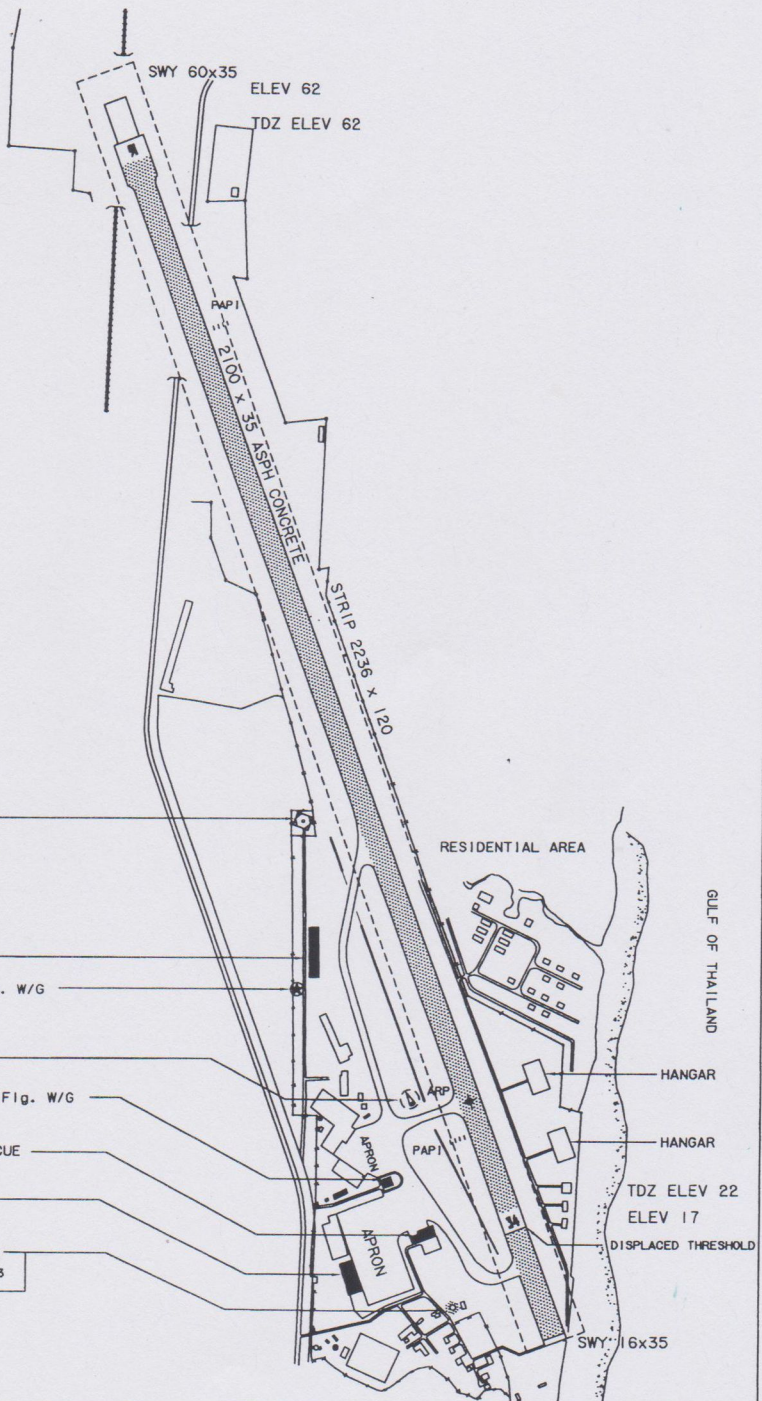 SWY 60x35
ELEV 62
TDZ ELEV 62
PAPI
2100 x 35 ASPH CONCRETE
STRIP 2236 x 120
RESIDENTIAL AREA
GULF OF THAILAND
. W/G
HANGAR
ARP
Flg. W/G
PAPI
HANGAR
CUE
APRON
TDZ ELEV 22
34
ELEV 17
APRON
DISPLACED THRESHOLD
3
SWY 16x35